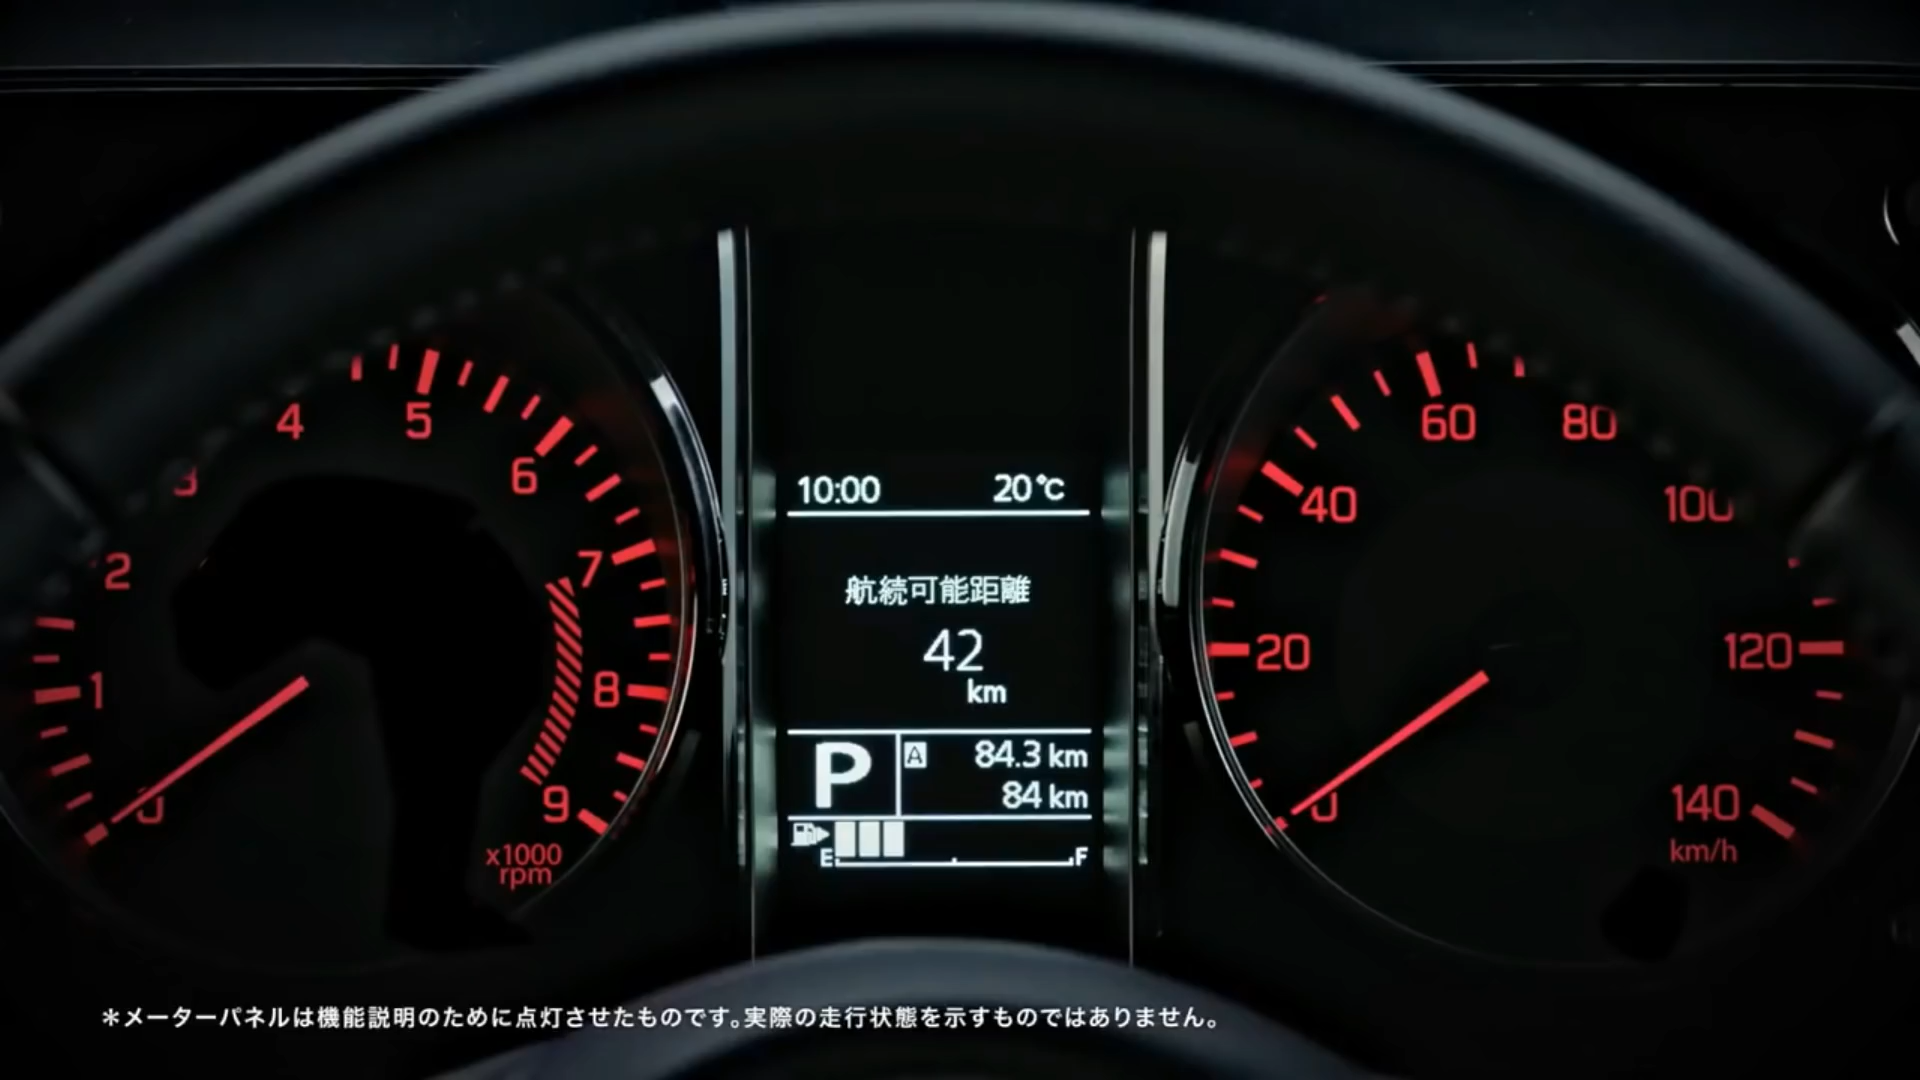 10:00 20℃
航続可能距離
42
km
P A 84.3 km
84 km
E F
0 1 2 3 4 5 6 7 8 9
x1000
rpm
0 20 40 60 80 100 120 140
km/h
＊メーターパネルは機能説明のために点灯させたものです。実際の走行状態を示すものではありません。